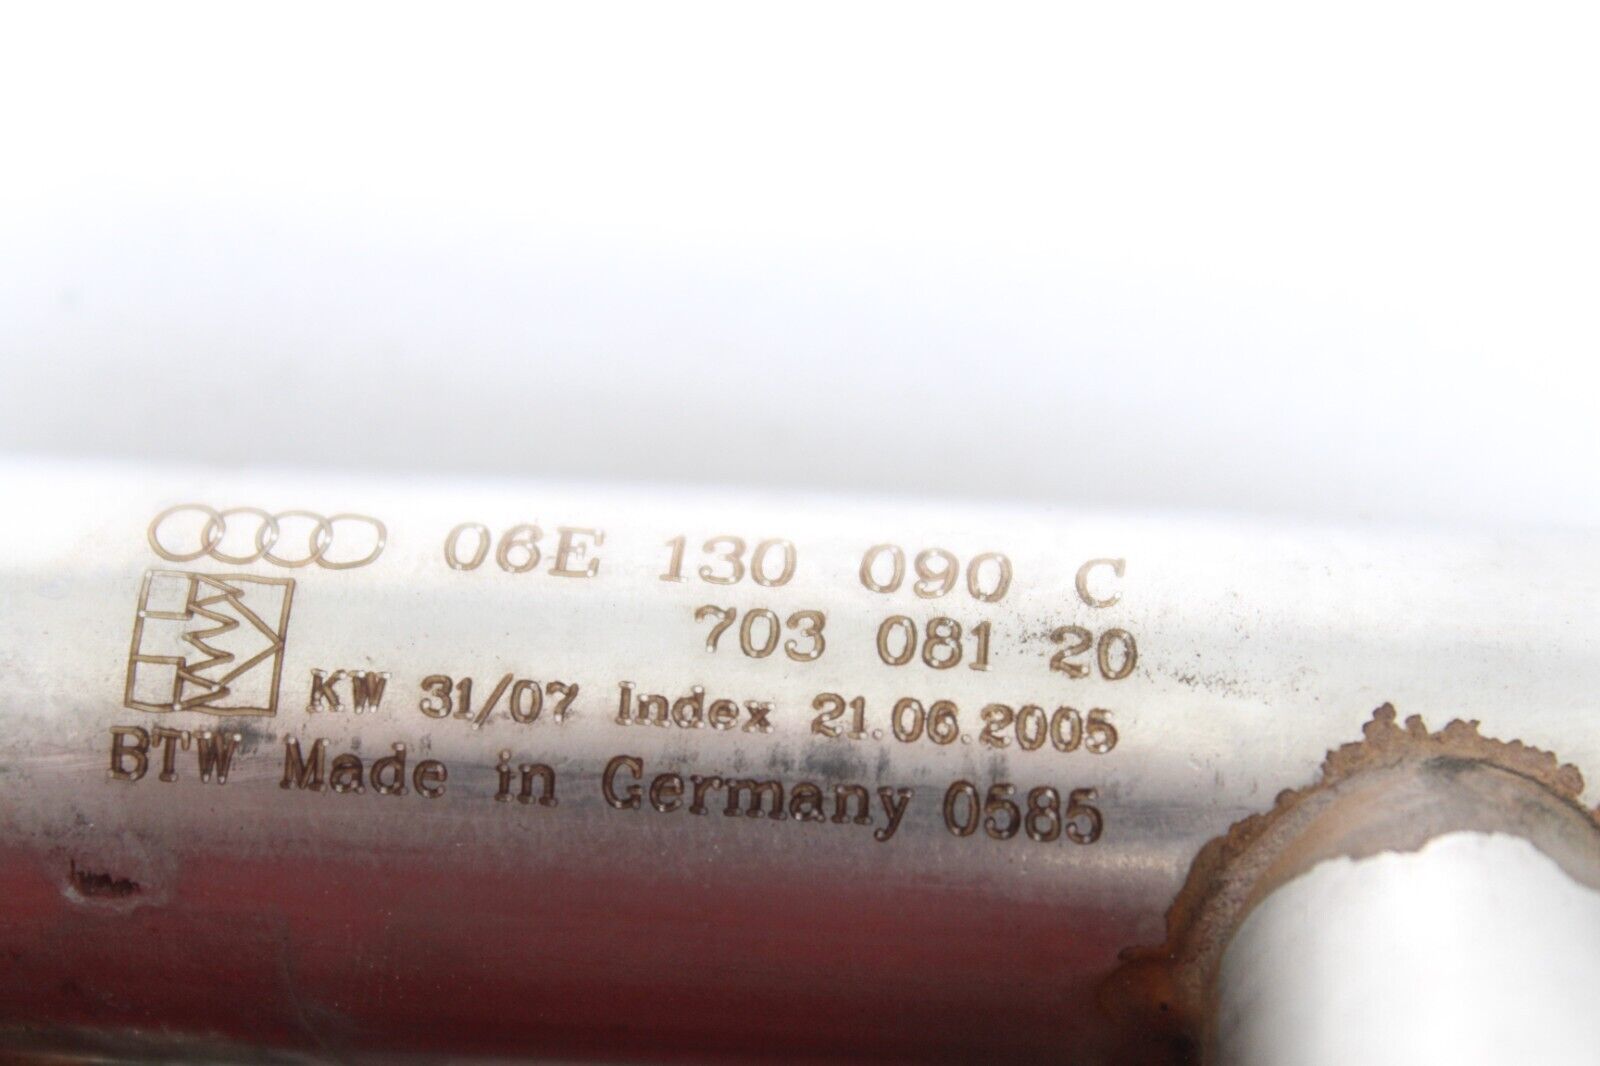 06E 130 090 C
703 081 20
KW 31/07 Index 21.06.2005
BTW Made in Germany 0585